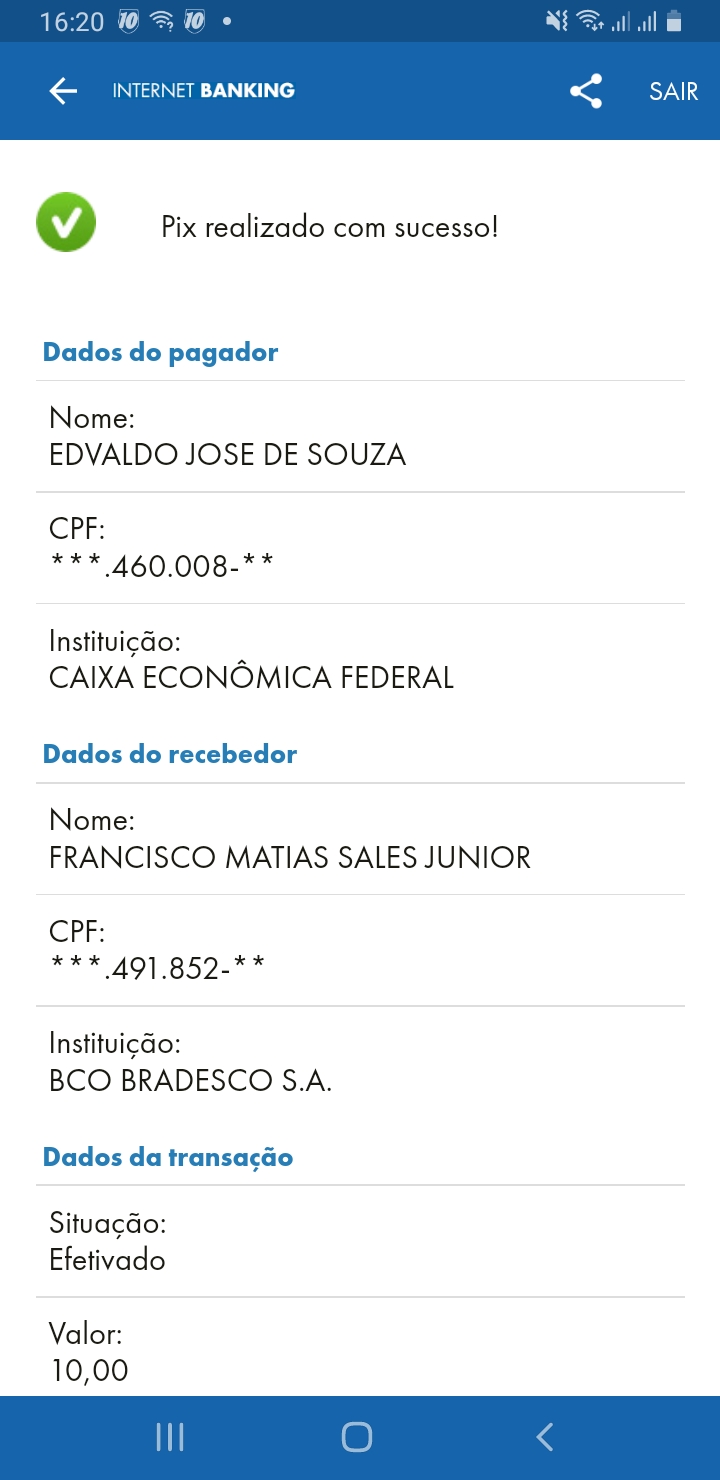 16:20 10 10
INTERNET BANKING
SAIR
Pix realizado com sucesso!
Dados do pagador
Nome:
EDVALDO JOSE DE SOUZA
CPF:
***.460.008-**
Instituição:
CAIXA ECONÔMICA FEDERAL
Dados do recebedor
Nome:
FRANCISCO MATIAS SALES JUNIOR
CPF:
***.491.852-**
Instituição:
BCO BRADESCO S.A.
Dados da transação
Situação:
Efetivado
Valor:
10,00